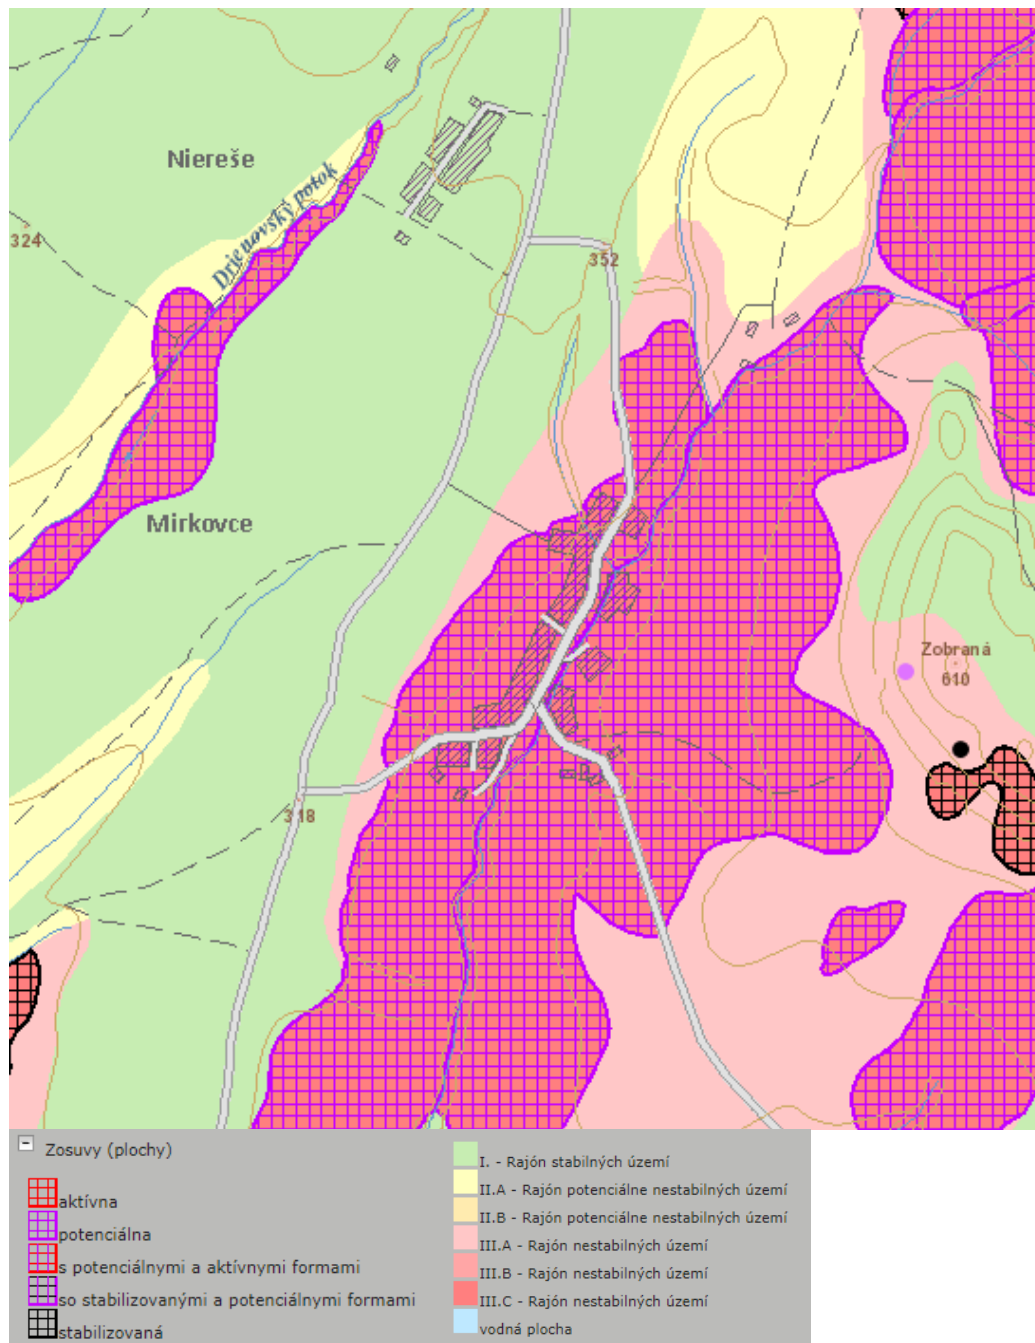 Niereše
Drienovský potok
324
352
Mirkovce
Zobraná
610
318
Zosuvy (plochy)
aktívna
potenciálna
s potenciálnymi a aktívnymi formami
so stabilizovanými a potenciálnymi formami
stabilizovaná
I. - Rajón stabilných území
II.A - Rajón potenciálne nestabilných území
II.B - Rajón potenciálne nestabilných území
III.A - Rajón nestabilných území
III.B - Rajón nestabilných území
III.C - Rajón nestabilných území
vodná plocha